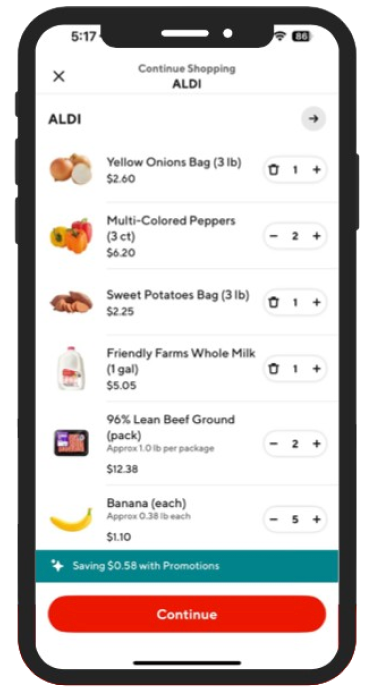 5:17
86
Continue Shopping
ALDI
ALDI
Yellow Onions Bag (3 lb)
$2.60
1 +
Multi-Colored Peppers
(3 ct)
$6.20
− 2 +
Sweet Potatoes Bag (3 lb)
$2.25
1 +
Friendly Farms Whole Milk
(1 gal)
$5.05
1 +
96% Lean Beef Ground
(pack)
Approx 1.0 lb per package
$12.38
− 2 +
Banana (each)
Approx 0.38 lb each
$1.10
− 5 +
Saving $0.58 with Promotions
Continue